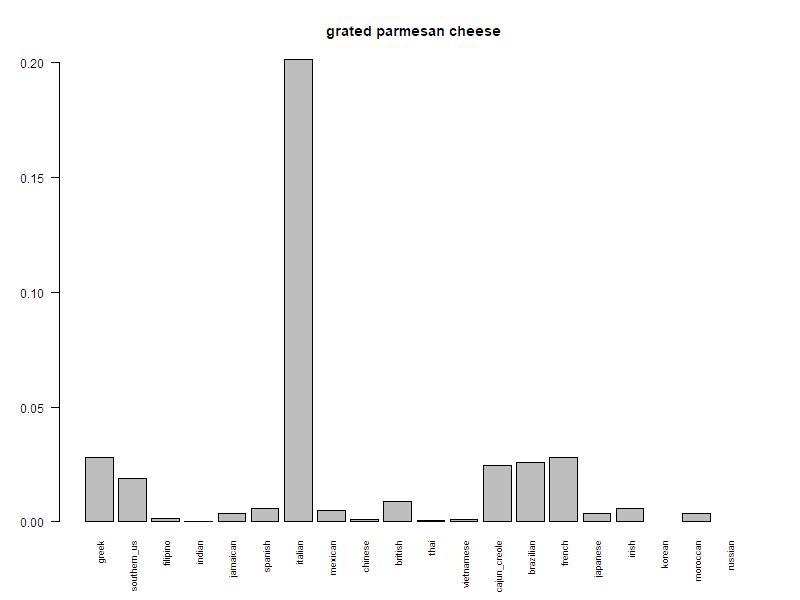 grated parmesan cheese
0.20
0.15
0.10
0.05
0.00
greek
southern_us
filipino
indian
jamaican
spanish
italian
mexican
chinese
british
thai
vietnamese
cajun_creole
brazilian
french
japanese
irish
korean
moroccan
russian